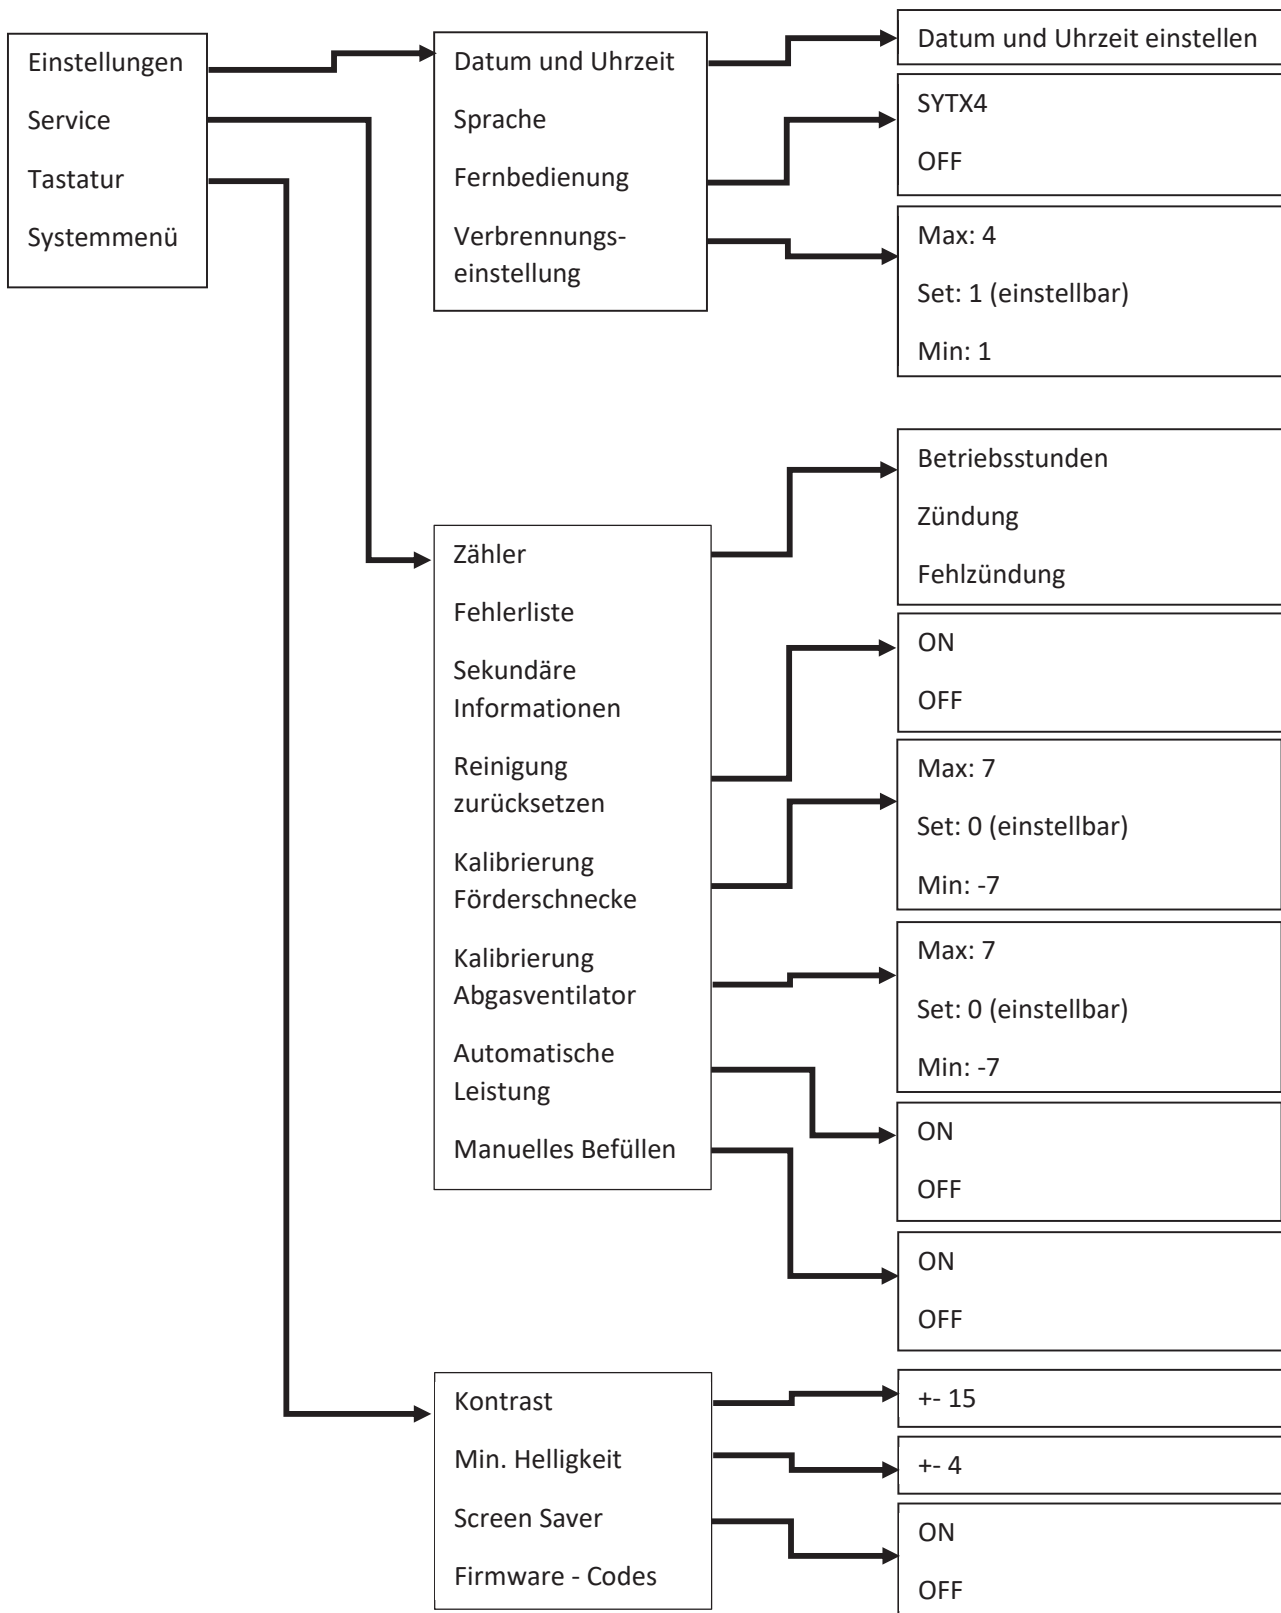 Einstellungen
Service
Tastatur
Systemmenü
Datum und Uhrzeit
Sprache
Fernbedienung
Verbrennungs-
einstellung
Datum und Uhrzeit einstellen
SYTX4
OFF
Max: 4
Set: 1 (einstellbar)
Min: 1
Zähler
Fehlerliste
Sekundäre
Informationen
Reinigung
zurücksetzen
Kalibrierung
Förderschnecke
Kalibrierung
Abgasventilator
Automatische
Leistung
Manuelles Befüllen
Betriebsstunden
Zündung
Fehlzündung
ON
OFF
Max: 7
Set: 0 (einstellbar)
Min: -7
Max: 7
Set: 0 (einstellbar)
Min: -7
ON
OFF
ON
OFF
Kontrast
Min. Helligkeit
Screen Saver
Firmware - Codes
+- 15
+- 4
ON
OFF